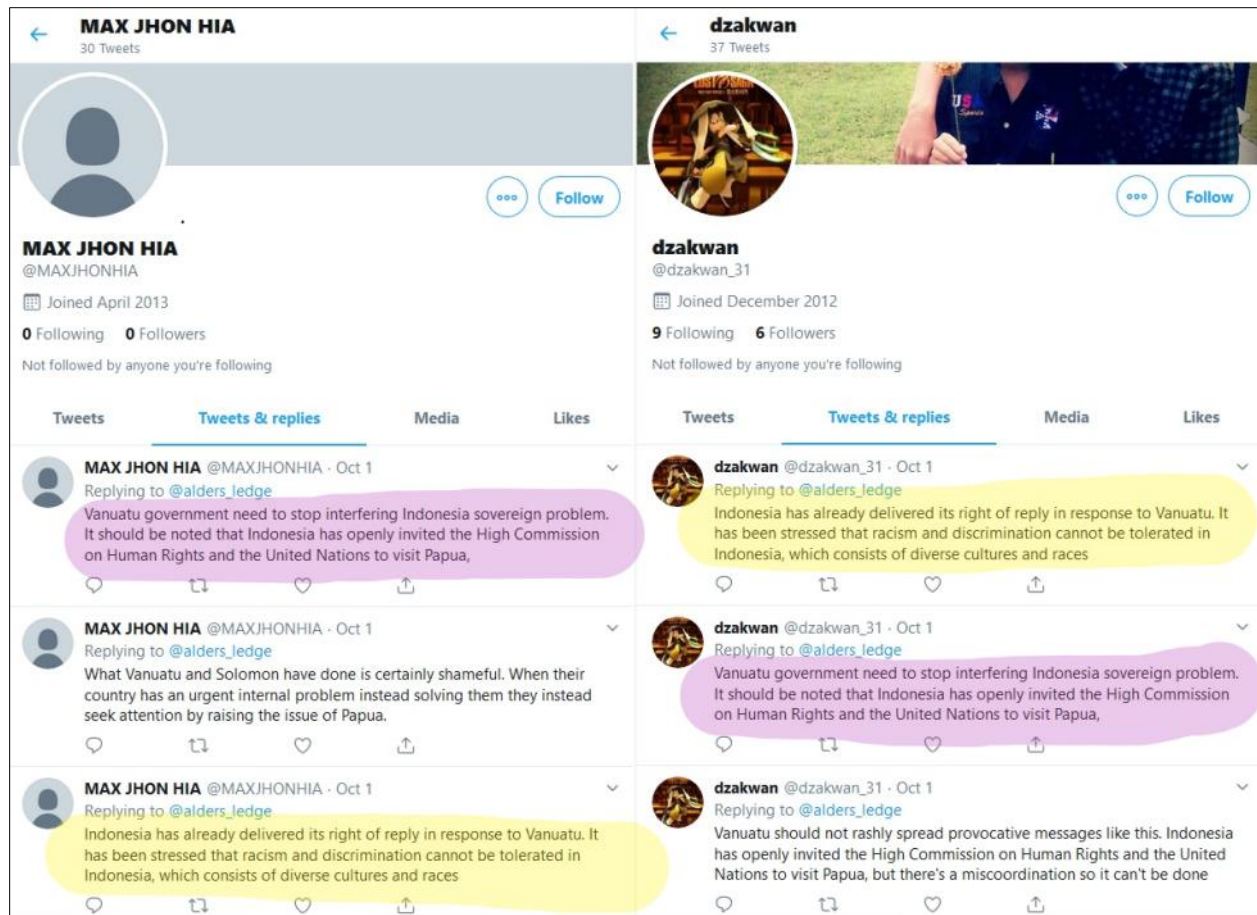 MAX JHON HIA
30 Tweets
Follow
MAX JHON HIA
@MAXJHONHIA
Joined April 2013
0 Following 0 Followers
Not followed by anyone you're following
Tweets Tweets & replies Media Likes
MAX JHON HIA @MAXJHONHIA · Oct 1
Replying to @alders_ledge
Vanuatu government need to stop interfering Indonesia sovereign problem.
It should be noted that Indonesia has openly invited the High Commission
on Human Rights and the United Nations to visit Papua,
MAX JHON HIA @MAXJHONHIA · Oct 1
Replying to @alders_ledge
What Vanuatu and Solomon have done is certainly shameful. When their
country has an urgent internal problem instead solving them they instead
seek attention by raising the issue of Papua.
MAX JHON HIA @MAXJHONHIA · Oct 1
Replying to @alders_ledge
Indonesia has already delivered its right of reply in response to Vanuatu. It
has been stressed that racism and discrimination cannot be tolerated in
Indonesia, which consists of diverse cultures and races
dzakwan
37 Tweets
LOST SAGA
USA
Sports
Follow
dzakwan
@dzakwan_31
Joined December 2012
9 Following 6 Followers
Not followed by anyone you're following
Tweets Tweets & replies Media Likes
dzakwan @dzakwan_31 · Oct 1
Replying to @alders_ledge
Indonesia has already delivered its right of reply in response to Vanuatu. It
has been stressed that racism and discrimination cannot be tolerated in
Indonesia, which consists of diverse cultures and races
dzakwan @dzakwan_31 · Oct 1
Replying to @alders_ledge
Vanuatu government need to stop interfering Indonesia sovereign problem.
It should be noted that Indonesia has openly invited the High Commission
on Human Rights and the United Nations to visit Papua,
dzakwan @dzakwan_31 · Oct 1
Replying to @alders_ledge
Vanuatu should not rashly spread provocative messages like this. Indonesia
has openly invited the High Commission on Human Rights and the United
Nations to visit Papua, but there's a miscoordination so it can't be done